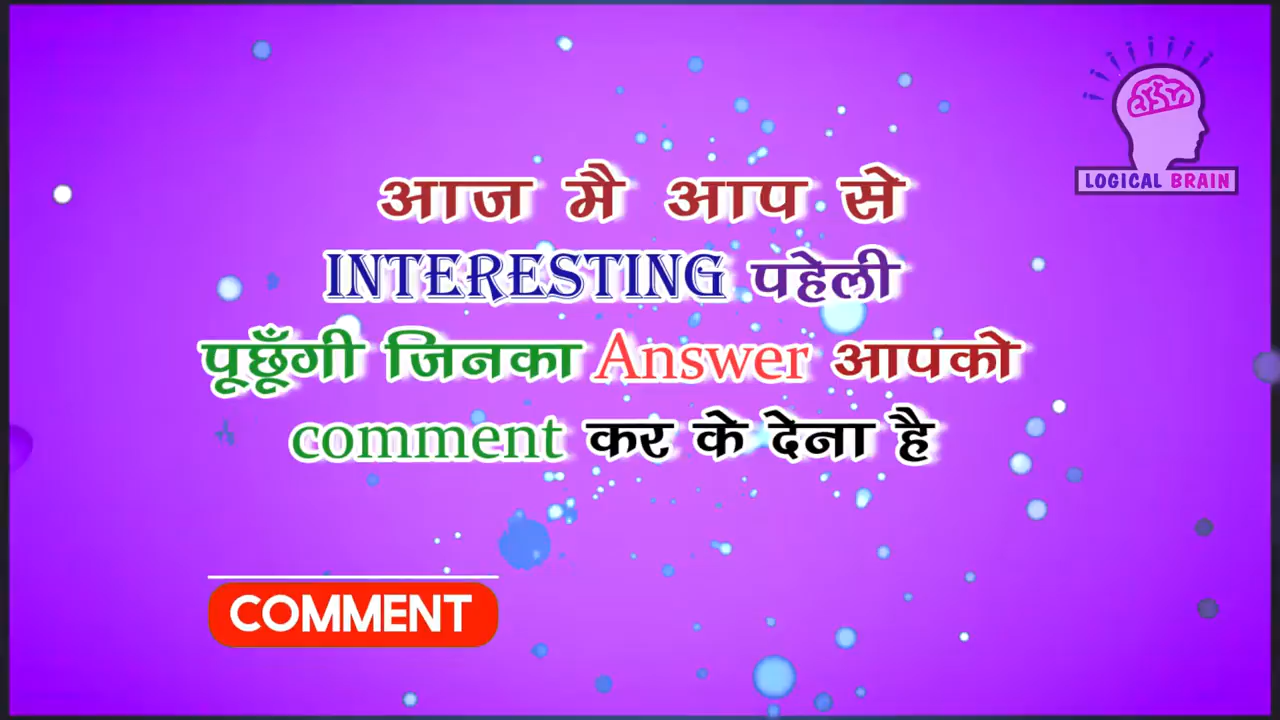 LOGICAL BRAIN
आज मै आप से
INTERESTING पहेली
पूछूँगी जिनका Answer आपको
comment कर के देना है
COMMENT